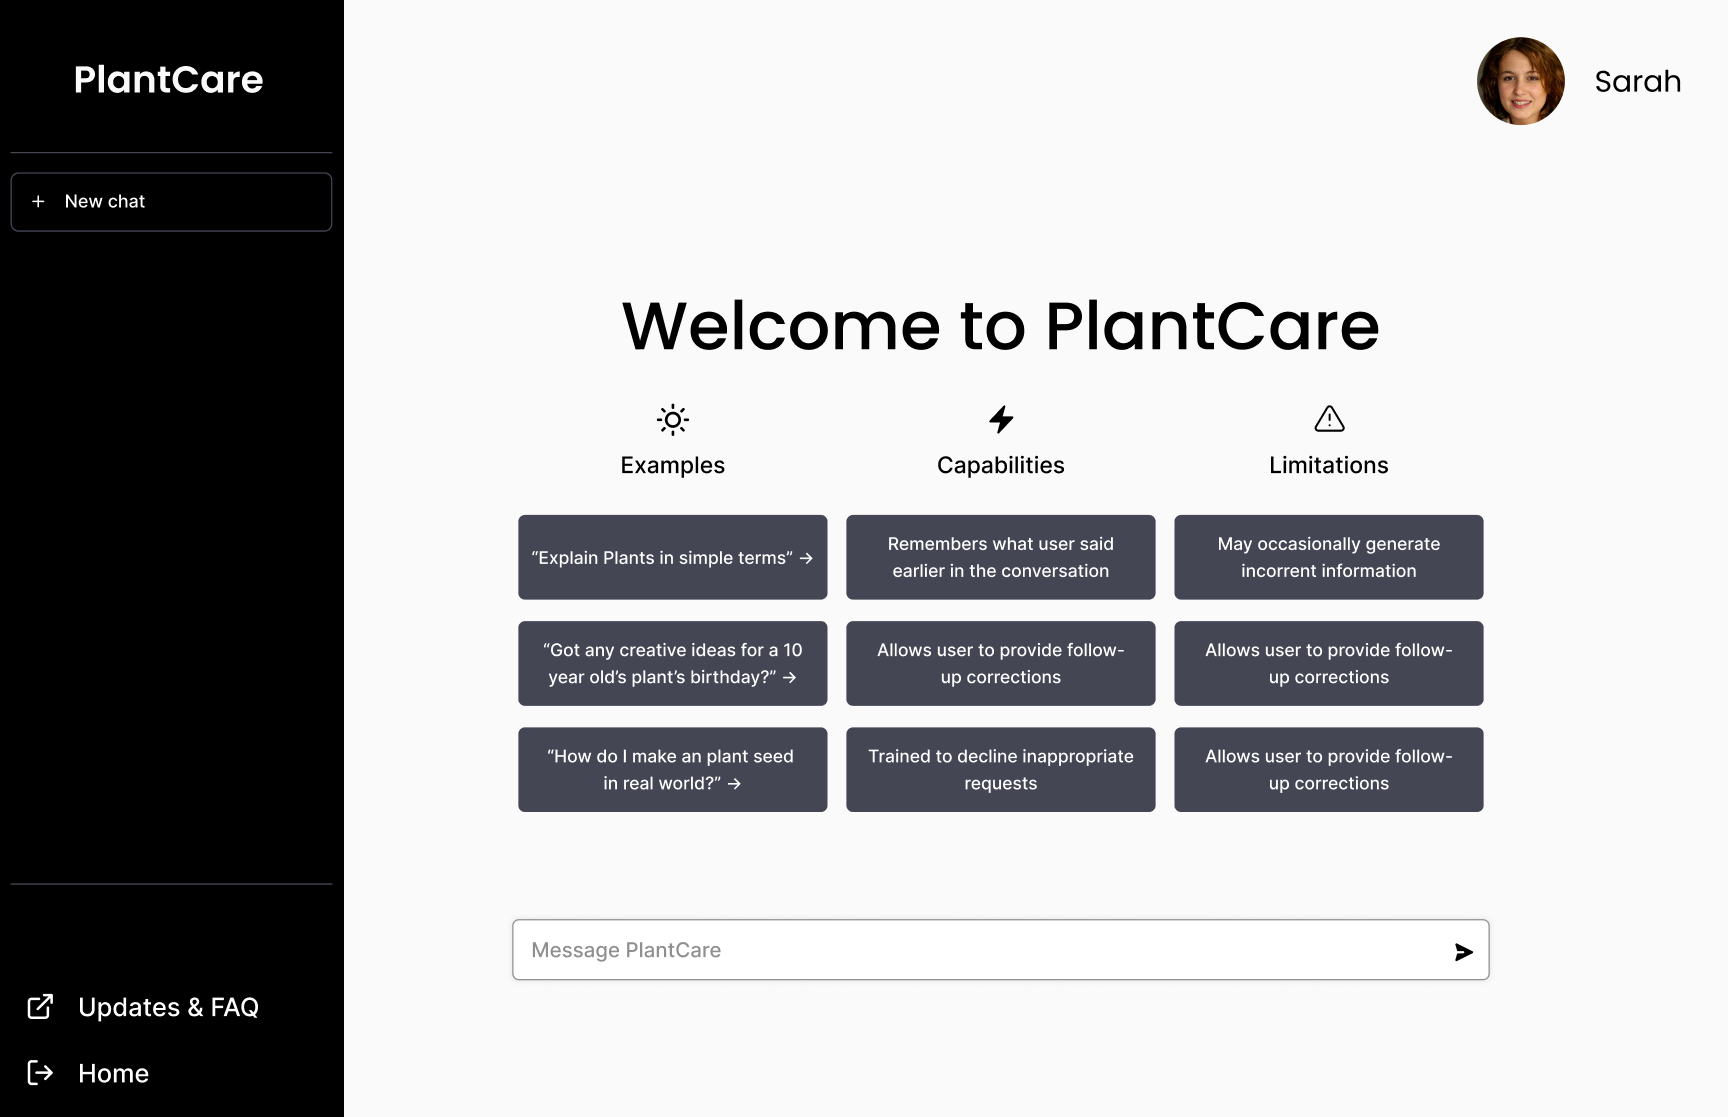 PlantCare
+ New chat
Updates & FAQ
Home
Sarah
Welcome to PlantCare
Examples
“Explain Plants in simple terms” →
“Got any creative ideas for a 10
year old’s plant’s birthday?” →
“How do I make an plant seed
in real world?” →
Capabilities
Remembers what user said
earlier in the conversation
Allows user to provide follow-
up corrections
Trained to decline inappropriate
requests
Limitations
May occasionally generate
incorrent information
Allows user to provide follow-
up corrections
Allows user to provide follow-
up corrections
Message PlantCare